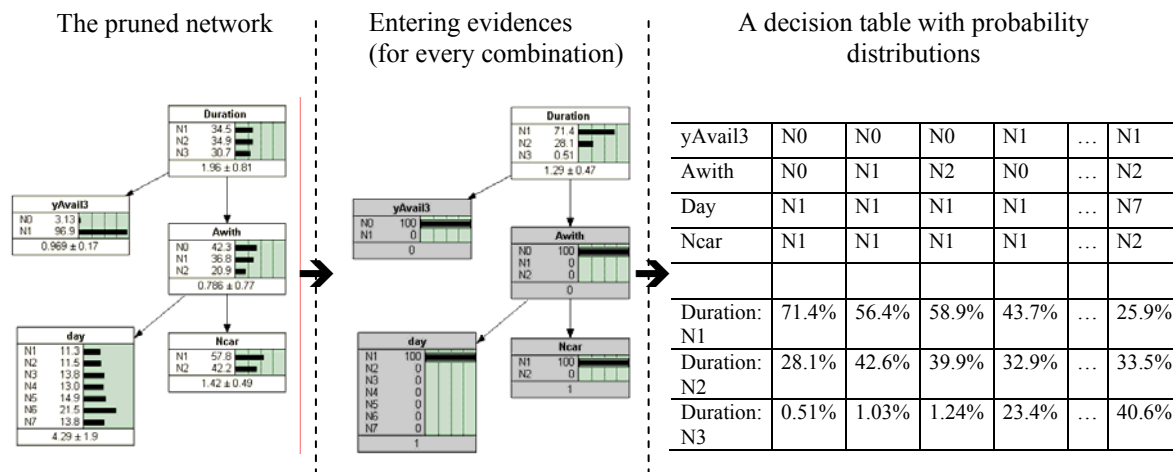 The pruned network
Entering evidences
(for every combination)
A decision table with probability
distributions
Duration
N1 34.5
N2 34.9
N3 30.7
1.96 ± 0.81
yAvail3
N0 3.13
N1 96.9
0.969 ± 0.17
Awith
N0 42.3
N1 36.8
N2 20.9
0.786 ± 0.77
day
N1 11.3
N2 11.5
N3 13.8
N4 13.0
N5 14.9
N6 21.5
N7 13.8
4.29 ± 1.9
Ncar
N1 57.8
N2 42.2
1.42 ± 0.49
Duration
N1 71.4
N2 28.1
N3 0.51
1.29 ± 0.47
yAvail3
N0 100
N1 0
0
Awith
N0 100
N1 0
N2 0
0
day
N1 100
N2 0
N3 0
N4 0
N5 0
N6 0
N7 0
1
Ncar
N1 100
N2 0
1
yAvail3 N0 N0 N0 N1 … N1
Awith N0 N1 N2 N0 … N2
Day N1 N1 N1 N1 … N7
Ncar N1 N1 N1 N1 … N2
Duration: 71.4% 56.4% 58.9% 43.7% … 25.9%
N1
Duration: 28.1% 42.6% 39.9% 32.9% … 33.5%
N2
Duration: 0.51% 1.03% 1.24% 23.4% … 40.6%
N3